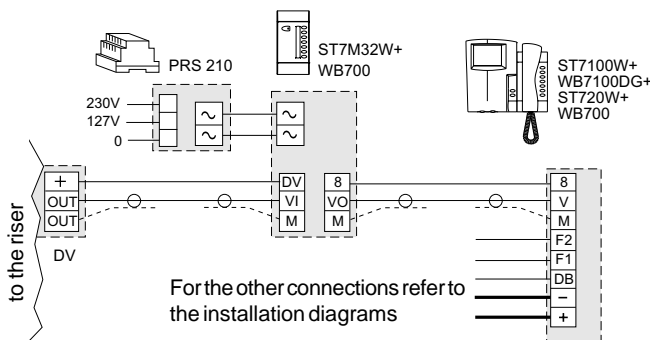 PRS 210
ST7M32W+
WB700
ST7100W+
WB7100DG+
ST720W+
WB700
230V
127V
0
~
~
~
~
+
OUT
OUT
DV
to the riser
DV
VI
M
8
VO
M
8
V
M
F2
F1
DB
−
+
For the other connections refer to
the installation diagrams